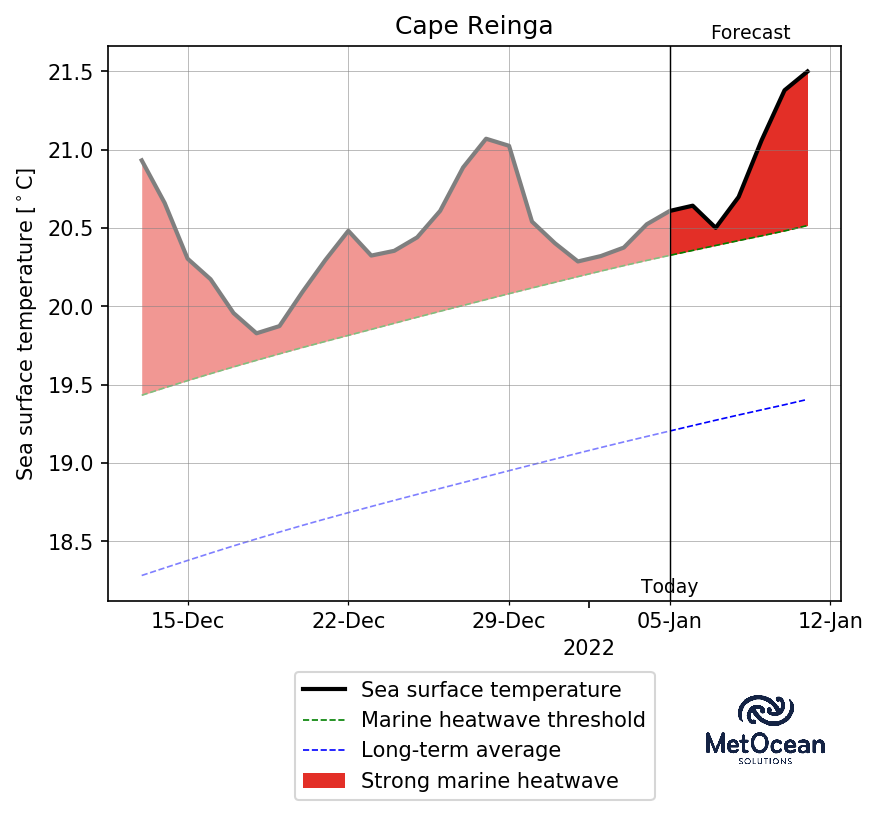 Cape Reinga
Forecast
21.5
21.0
20.5
20.0
19.5
19.0
18.5
Sea surface temperature [°C]
Today
15-Dec 22-Dec 29-Dec 05-Jan 12-Jan
2022
Sea surface temperature
Marine heatwave threshold
Long-term average
Strong marine heatwave
MetOcean
SOLUTIONS